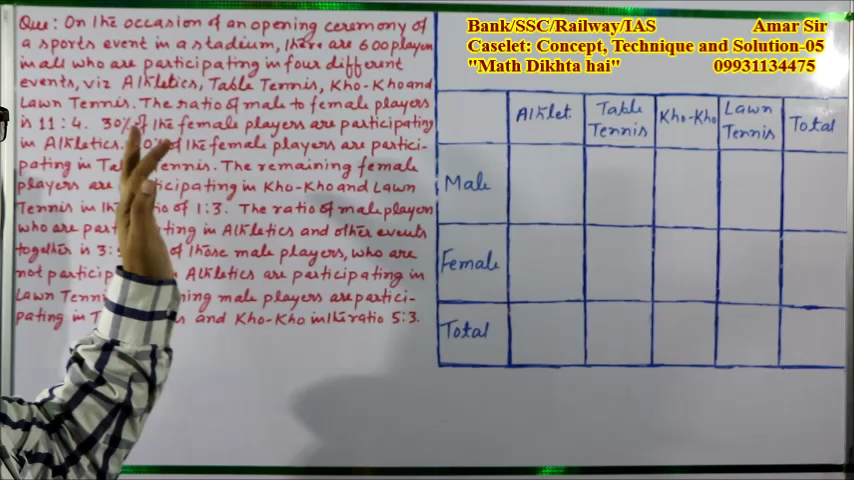 Bank/SSC/Railway/IAS Amar Sir
Caselet: Concept, Technique and Solution-05
"Math Dikhta hai" 09931134475
Que: On the occasion of an opening ceremony of
a sports event in a stadium, there are 600 players
in all who are participating in four different
events, viz Athletics, Table Tennis, Kho-Kho and
Lawn Tennis. The ratio of male to female players
is 11:4. 30% of the female players are participating
in Athletics. of the female players are partici-
pating in Tennis. The remaining female
players are participating in Kho-Kho and Lawn
Tennis in the of 1:3. The ratio of male players
who are in Athletics and other events
together is 3: of those male players, who are
not Athletics are participating in
Lawn male players are partici-
pating in and Kho-Kho in the ratio 5:3.
Athlet. Table Tennis Kho-Kho Lawn Tennis Total
Male
Female
Total